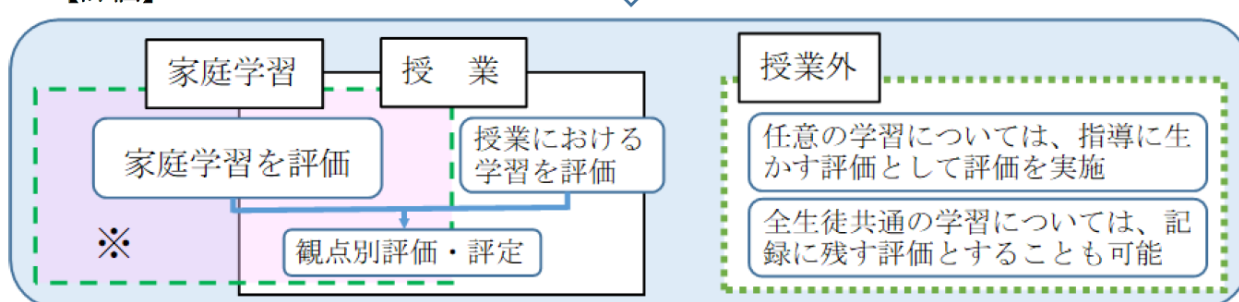 家庭学習
授　業
授業外
家庭学習を評価
授業における
学習を評価
※
観点別評価・評定
任意の学習については、指導に生
かす評価として評価を実施
全生徒共通の学習については、記
録に残す評価とすることも可能